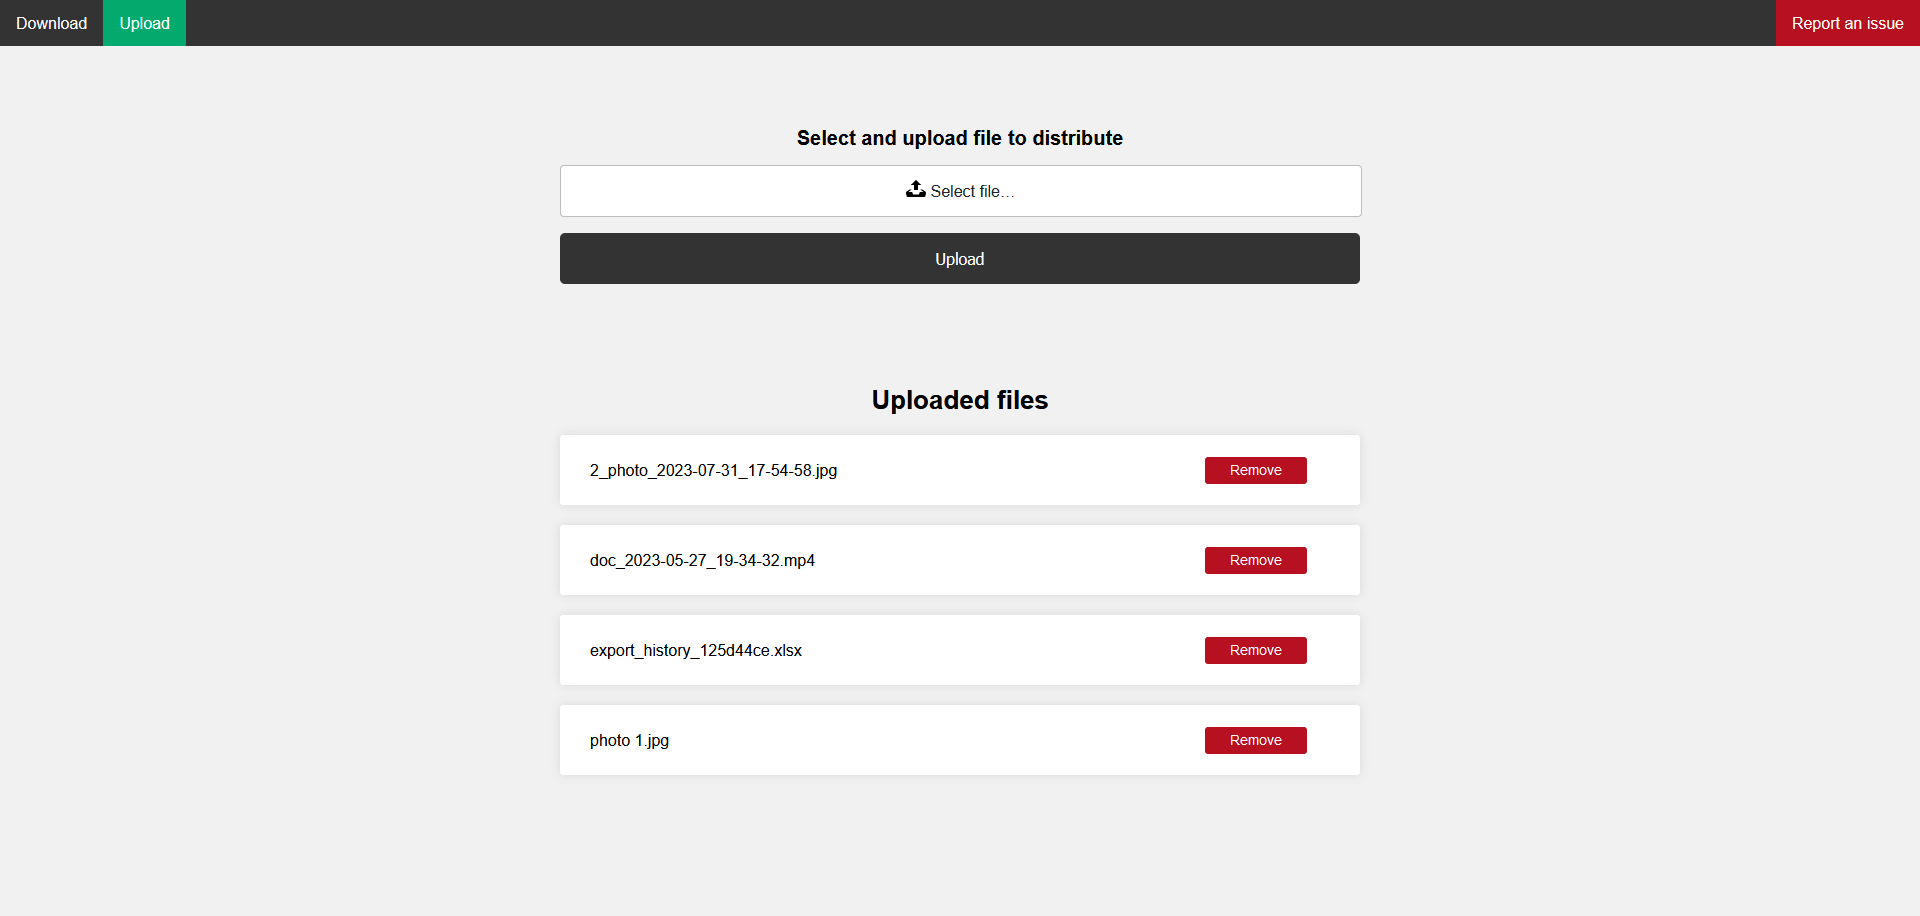 Download Upload Report an issue
Select and upload file to distribute
Select file...
Upload
Uploaded files
2_photo_2023-07-31_17-54-58.jpg Remove
doc_2023-05-27_19-34-32.mp4 Remove
export_history_125d44ce.xlsx Remove
photo 1.jpg Remove